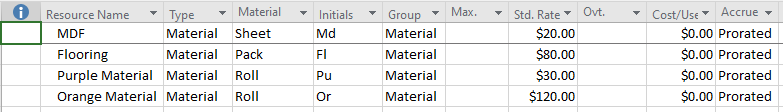 Resource Name Type Material Initials Group Max. Std. Rate Ovt. Cost/Use Accrue
MDF Material Sheet Md Material $20.00 $0.00 Prorated
Flooring Material Pack Fl Material $80.00 $0.00 Prorated
Purple Material Material Roll Pu Material $30.00 $0.00 Prorated
Orange Material Material Roll Or Material $120.00 $0.00 Prorated